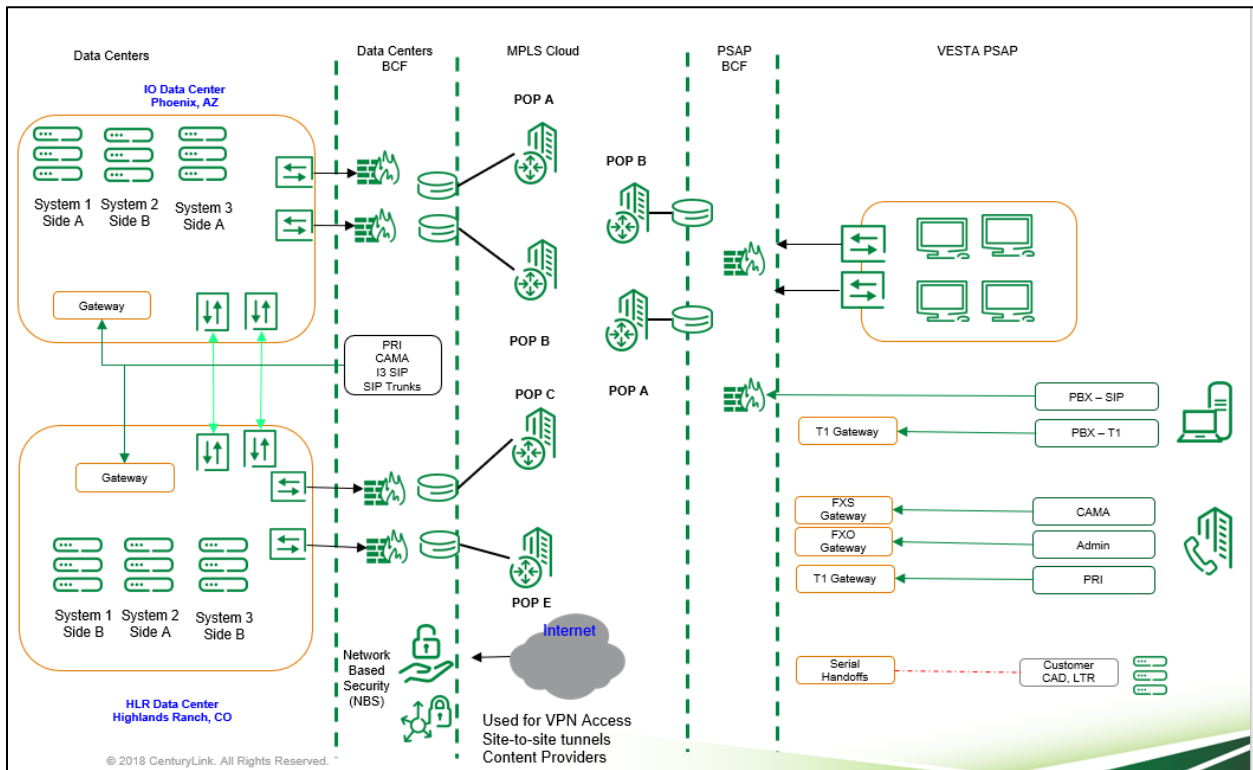 Data Centers
Data Centers
BCF
MPLS Cloud
PSAP
BCF
VESTA PSAP
IO Data Center
Phoenix, AZ
System 1
Side A
System 2
Side B
System 3
Side A
Gateway
POP A
POP B
PRI
CAMA
I3 SIP
SIP Trunks
POP B
POP C
POP A
PBX – SIP
T1 Gateway
PBX – T1
Gateway
FXS
Gateway
CAMA
FXO
Gateway
Admin
T1 Gateway
PRI
System 1
Side B
System 2
Side A
System 3
Side B
POP E
Internet
Network
Based
Security
(NBS)
Serial
Handoffs
Customer
CAD, LTR
HLR Data Center
Highlands Ranch, CO
Used for VPN Access
Site-to-site tunnels
Content Providers
© 2018 CenturyLink. All Rights Reserved.